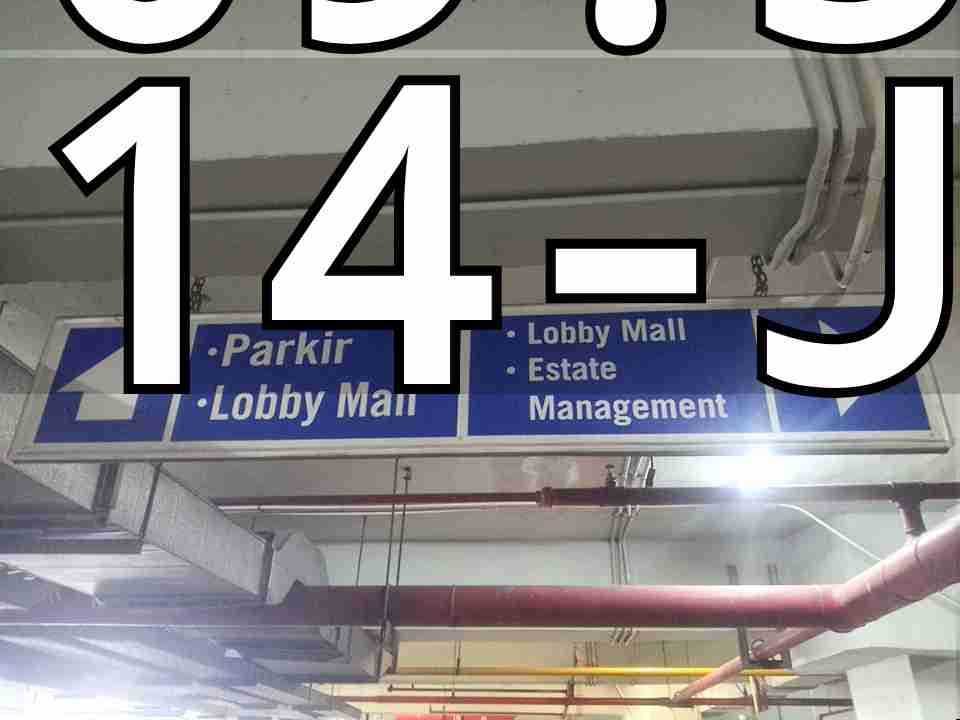 14-J
• Parkir
• Lobby Mall
• Lobby Mall
• Estate
Management